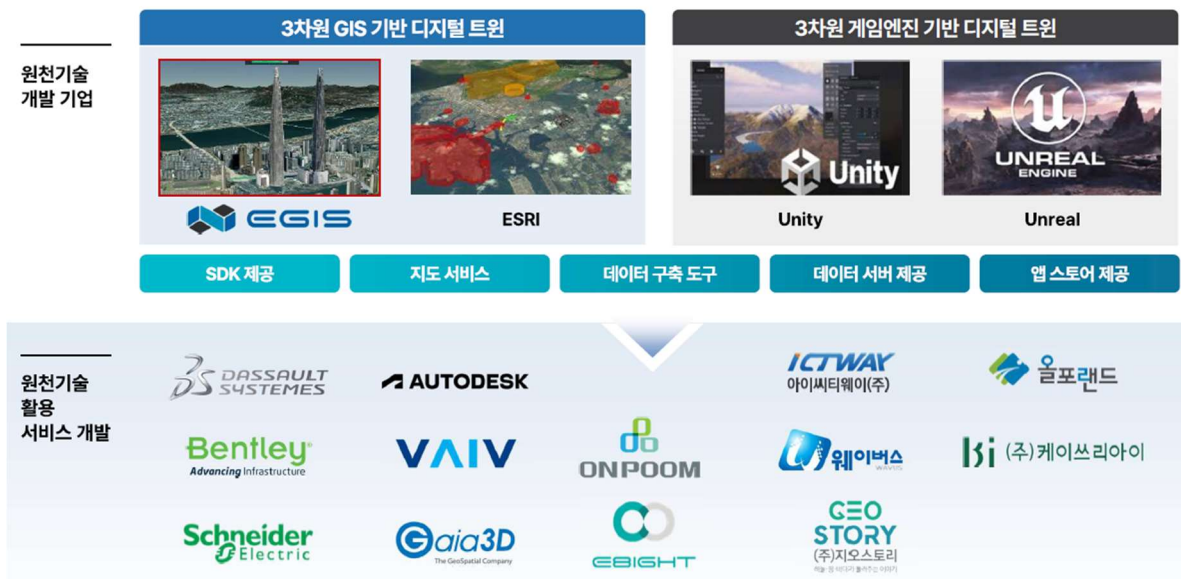 3차원 GIS 기반 디지털 트윈
3차원 게임엔진 기반 디지털 트윈
원천기술
개발 기업
Unity
UNREAL
ENGINE
EGIS
ESRI
Unity
Unreal
SDK 제공
지도 서비스
데이터 구축 도구
데이터 서버 제공
앱 스토어 제공
원천기술
활용
서비스 개발
DASSAULT
SYSTEMES
AUTODESK
ICTWAY
아이씨티웨이(주)
올포랜드
Bentley
Advancing Infrastructure
VAIV
ONPOOM
웨이버스
WAVUS
(주)케이쓰리아이
Schneider
Electric
Gaia3D
The GeoSpatial Company
E8IGHT
GEO
STORY
(주)지오스토리